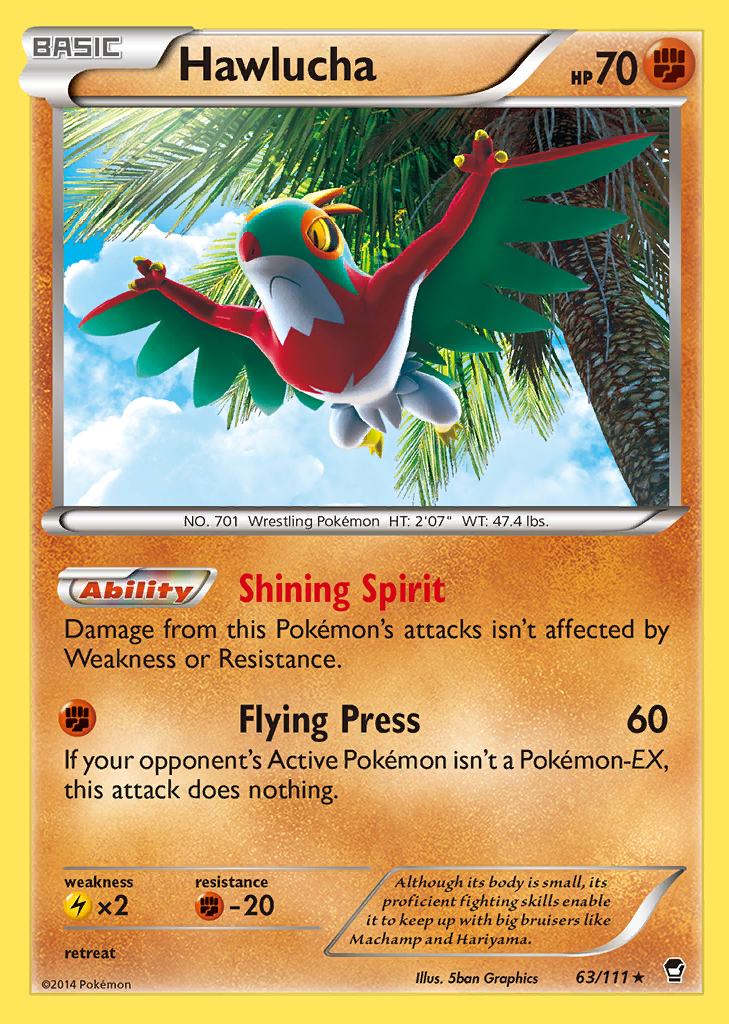 BASIC
Hawlucha
HP 70
NO. 701 Wrestling Pokémon HT: 2'07" WT: 47.4 lbs.
Ability Shining Spirit
Damage from this Pokémon's attacks isn't affected by
Weakness or Resistance.
Flying Press 60
If your opponent's Active Pokémon isn't a Pokémon-EX,
this attack does nothing.
weakness resistance
×2 -20
retreat
Although its body is small, its
proficient fighting skills enable
it to keep up with big bruisers like
Machamp and Hariyama.
©2014 Pokémon Illus. 5ban Graphics 63/111 ★